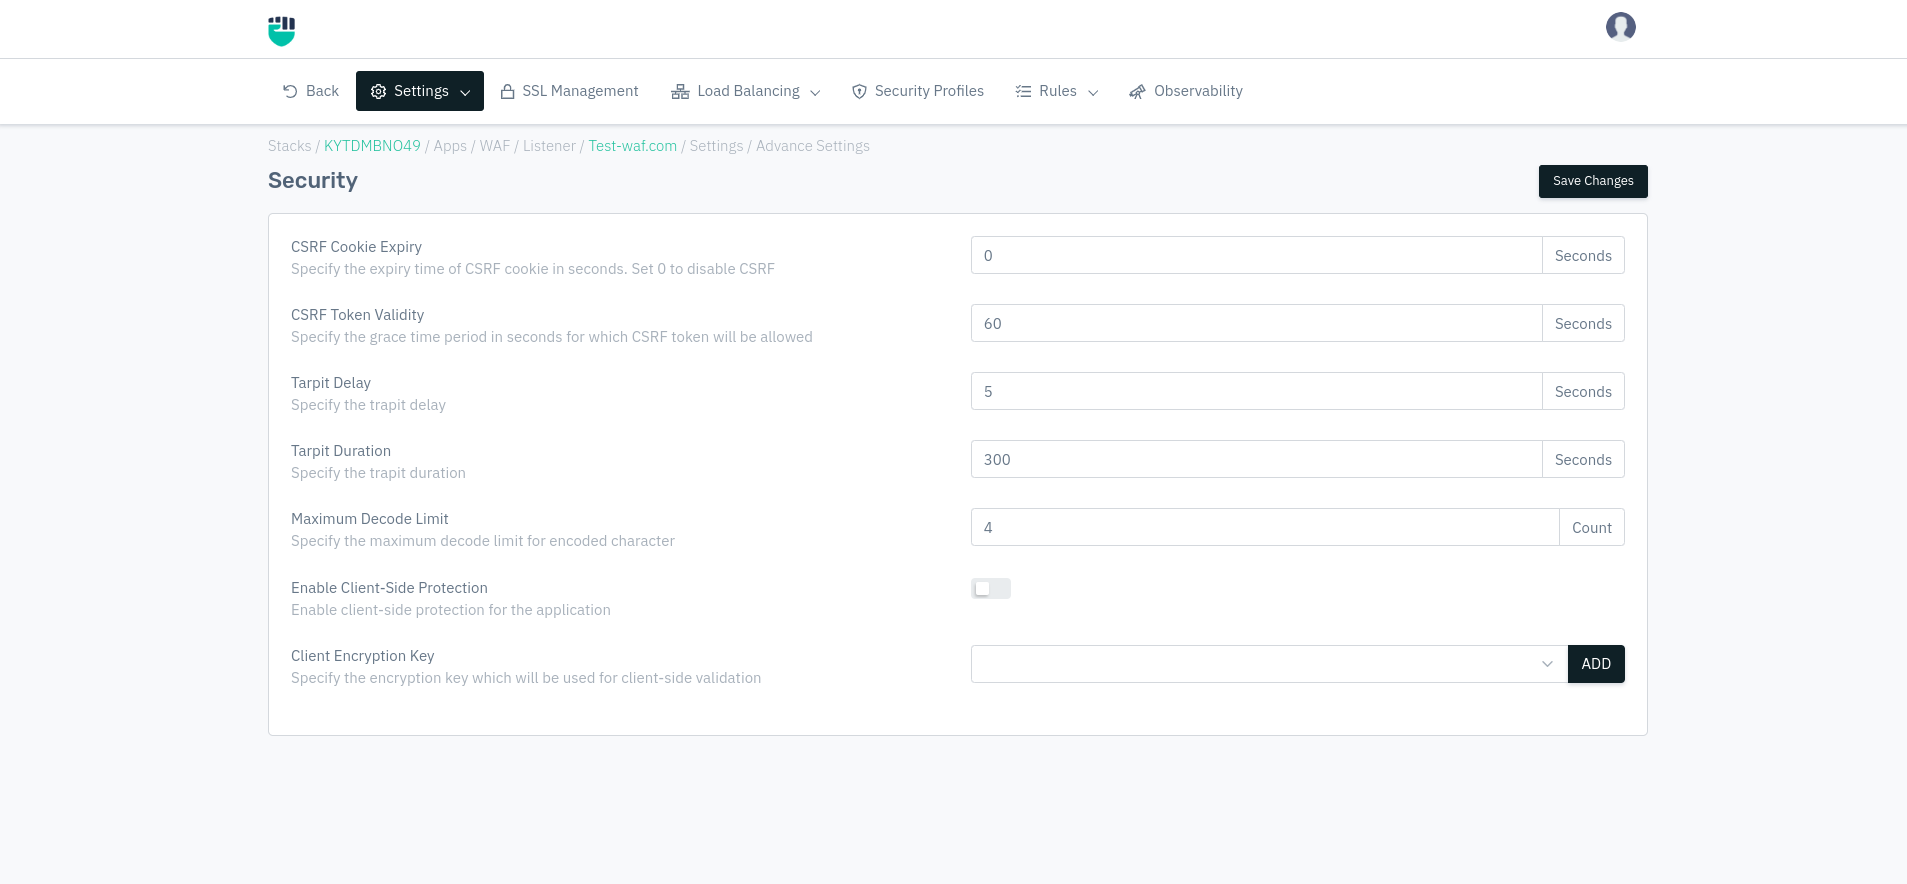 Back Settings SSL Management Load Balancing Security Profiles Rules Observability
Stacks / KYTDMBNO49 / Apps / WAF / Listener / Test-waf.com / Settings / Advance Settings
Security
Save Changes
CSRF Cookie Expiry
Specify the expiry time of CSRF cookie in seconds. Set 0 to disable CSRF
0 Seconds
CSRF Token Validity
Specify the grace time period in seconds for which CSRF token will be allowed
60 Seconds
Tarpit Delay
Specify the trapit delay
5 Seconds
Tarpit Duration
Specify the trapit duration
300 Seconds
Maximum Decode Limit
Specify the maximum decode limit for encoded character
4 Count
Enable Client-Side Protection
Enable client-side protection for the application
Client Encryption Key
Specify the encryption key which will be used for client-side validation
ADD